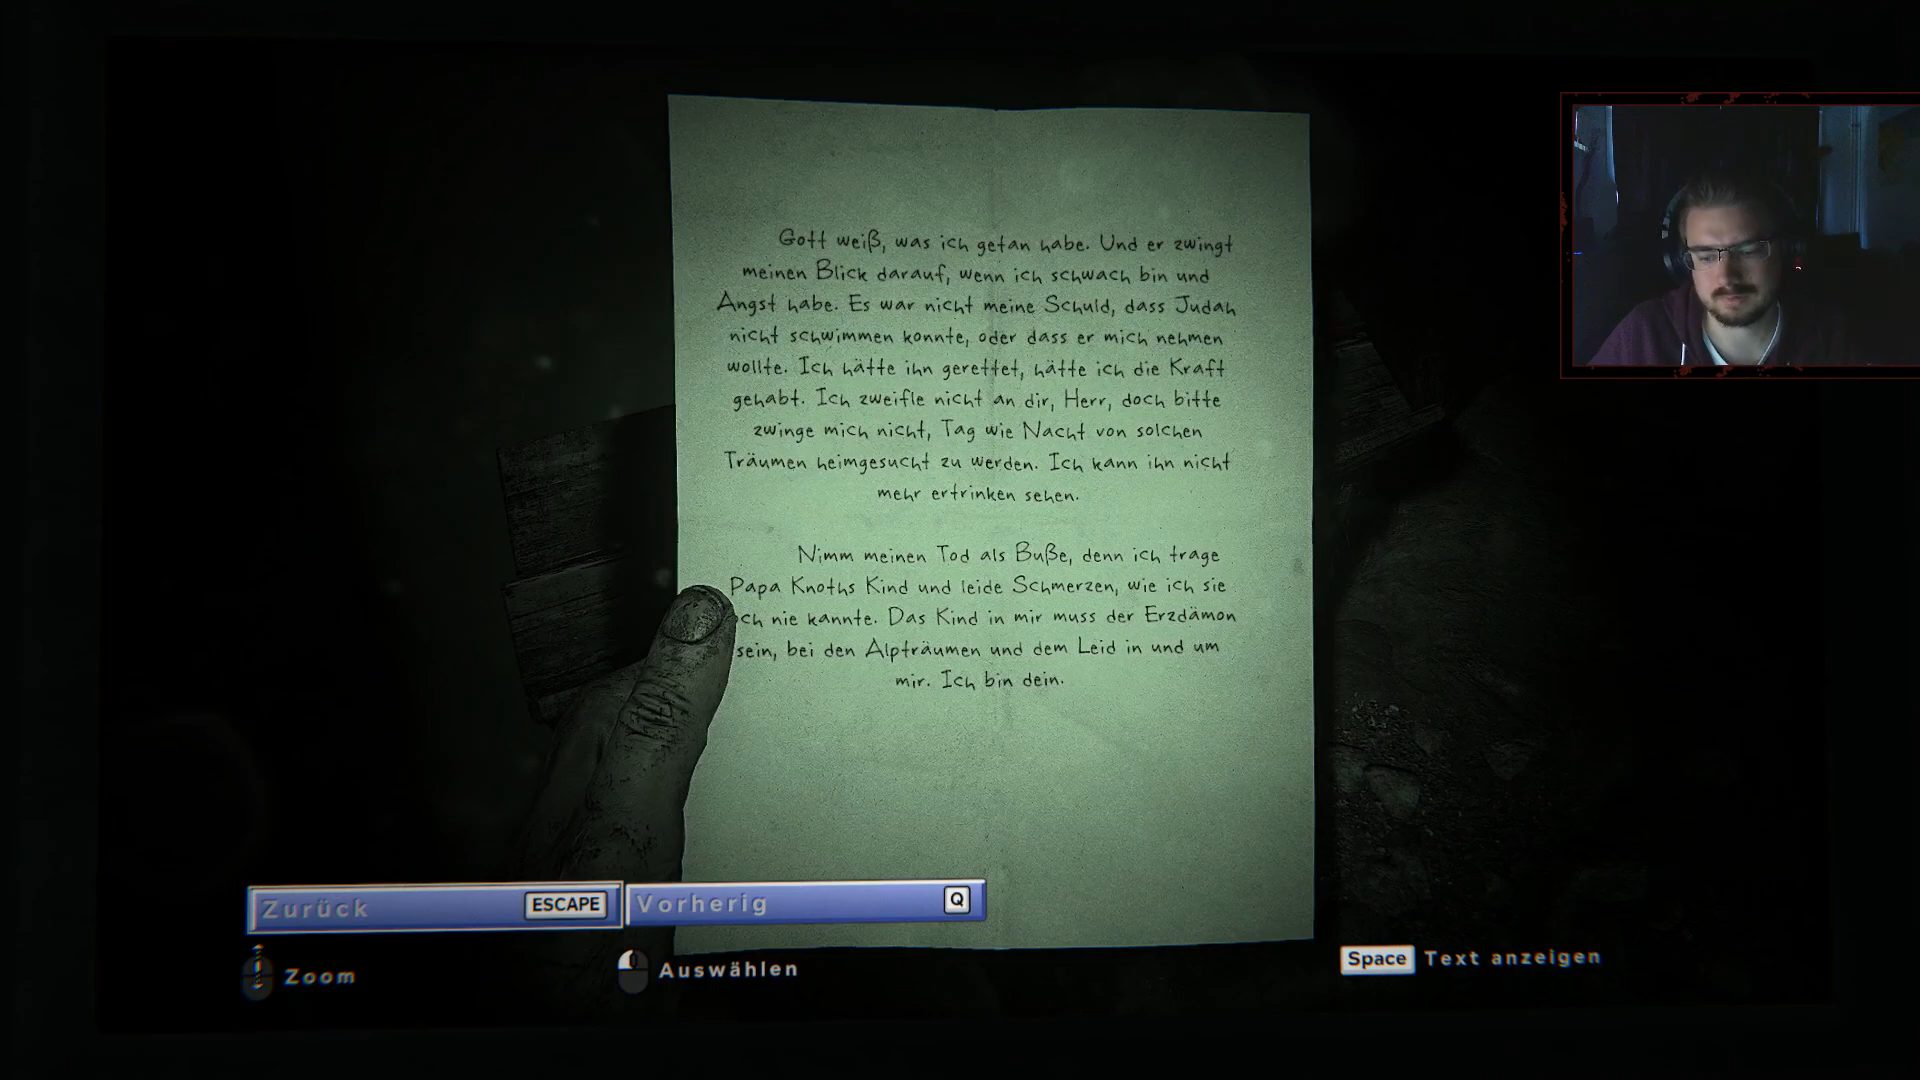 Gott weiß, was ich getan habe. Und er zwingt
meinen Blick darauf, wenn ich schwach bin und
Angst habe. Es war nicht meine Schuld, dass Judah
nicht schwimmen konnte, oder dass er mich nehmen
wollte. Ich hätte ihn gerettet, hätte ich die Kraft
gehabt. Ich zweifle nicht an dir, Herr, doch bitte
zwinge mich nicht, Tag wie Nacht von solchen
Träumen heimgesucht zu werden. Ich kann ihn nicht
mehr ertrinken sehen.
Nimm meinen Tod als Buße, denn ich trage
Papa Knoths Kind und leide Schmerzen, wie ich sie
nie kannte. Das Kind in mir muss der Erzdämon
sein, bei den Alpträumen und dem Leid in und um
mir. Ich bin dein.
Zurück ESCAPE Vorherig Q
Zoom Auswählen Space Text anzeigen